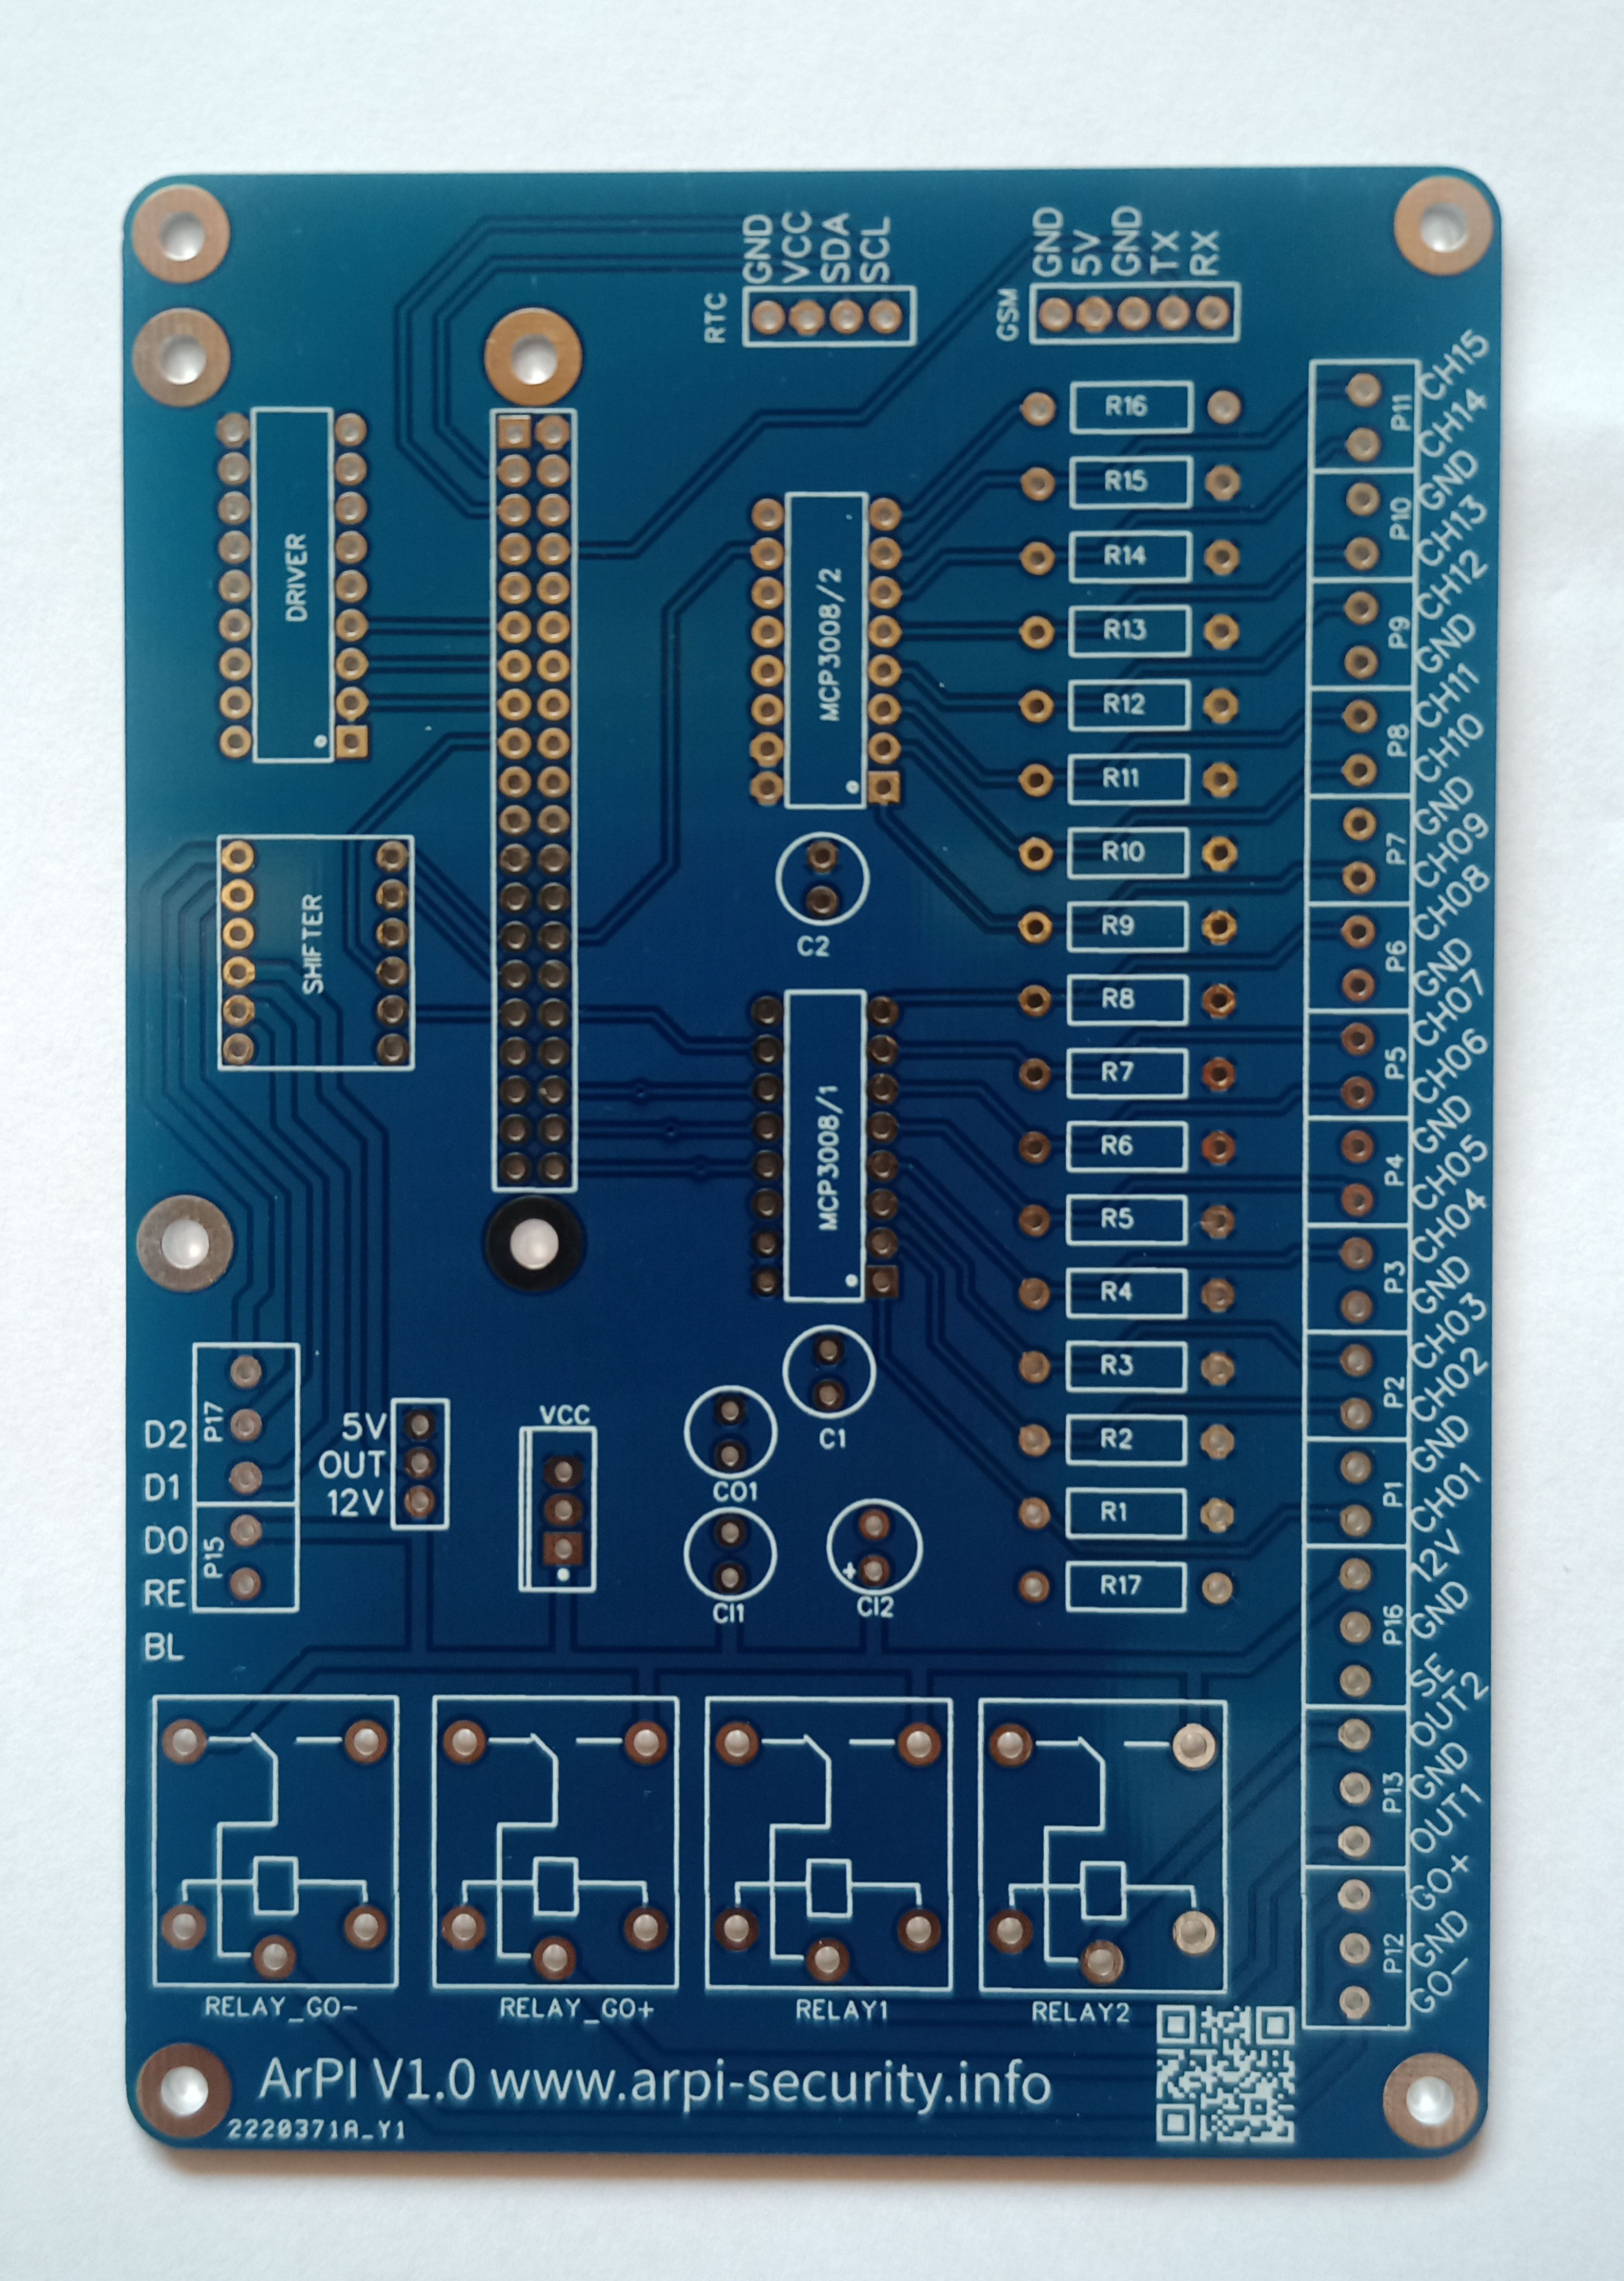 GND
VCC
SDA
SCL
RTC
GND
5V
GND
TX
RX
GSM
DRIVER
SHIFTER
MCP3008/2
C2
MCP3008/1
C1
R16
R15
R14
R13
R12
R11
R10
R9
R8
R7
R6
R5
R4
R3
R2
R1
R17
P11
P10
P9
P8
P7
P6
P5
P4
P3
P2
P1
P16
P13
P12
CH15
CH14
GND
CH13
CH12
GND
CH11
CH10
GND
CH09
CH08
GND
CH07
CH06
GND
CH05
CH04
GND
CH03
CH02
GND
CH01
12V
GND
SE
OUT2
GND
OUT1
GO+
GND
GO-
P17
P15
D2
D1
D0
RE
BL
5V
OUT
12V
VCC
CO1
CI1
+
CI2
RELAY_GO-
RELAY_GO+
RELAY1
RELAY2
ArPI V1.0 www.arpi-security.info
2220371A_Y1